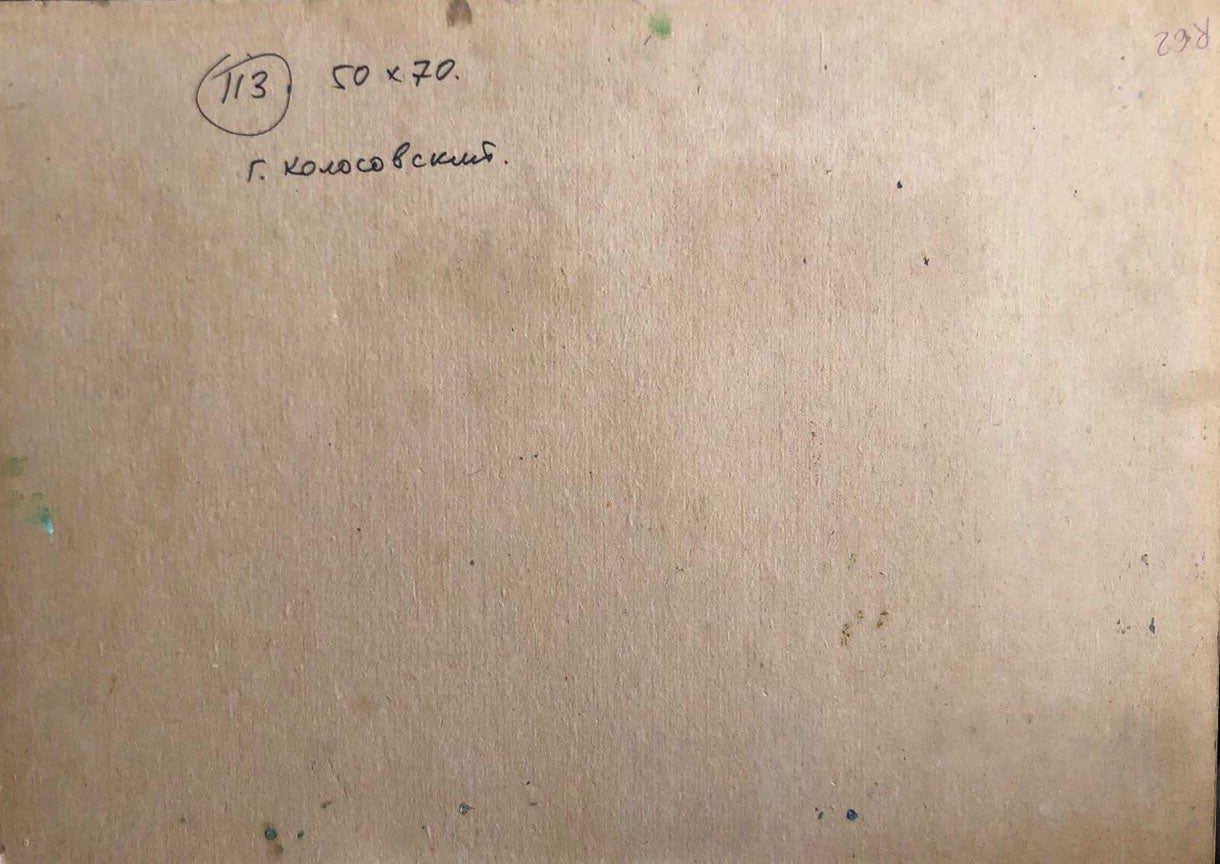 113 50 x 70.
г. колосовский.
R62